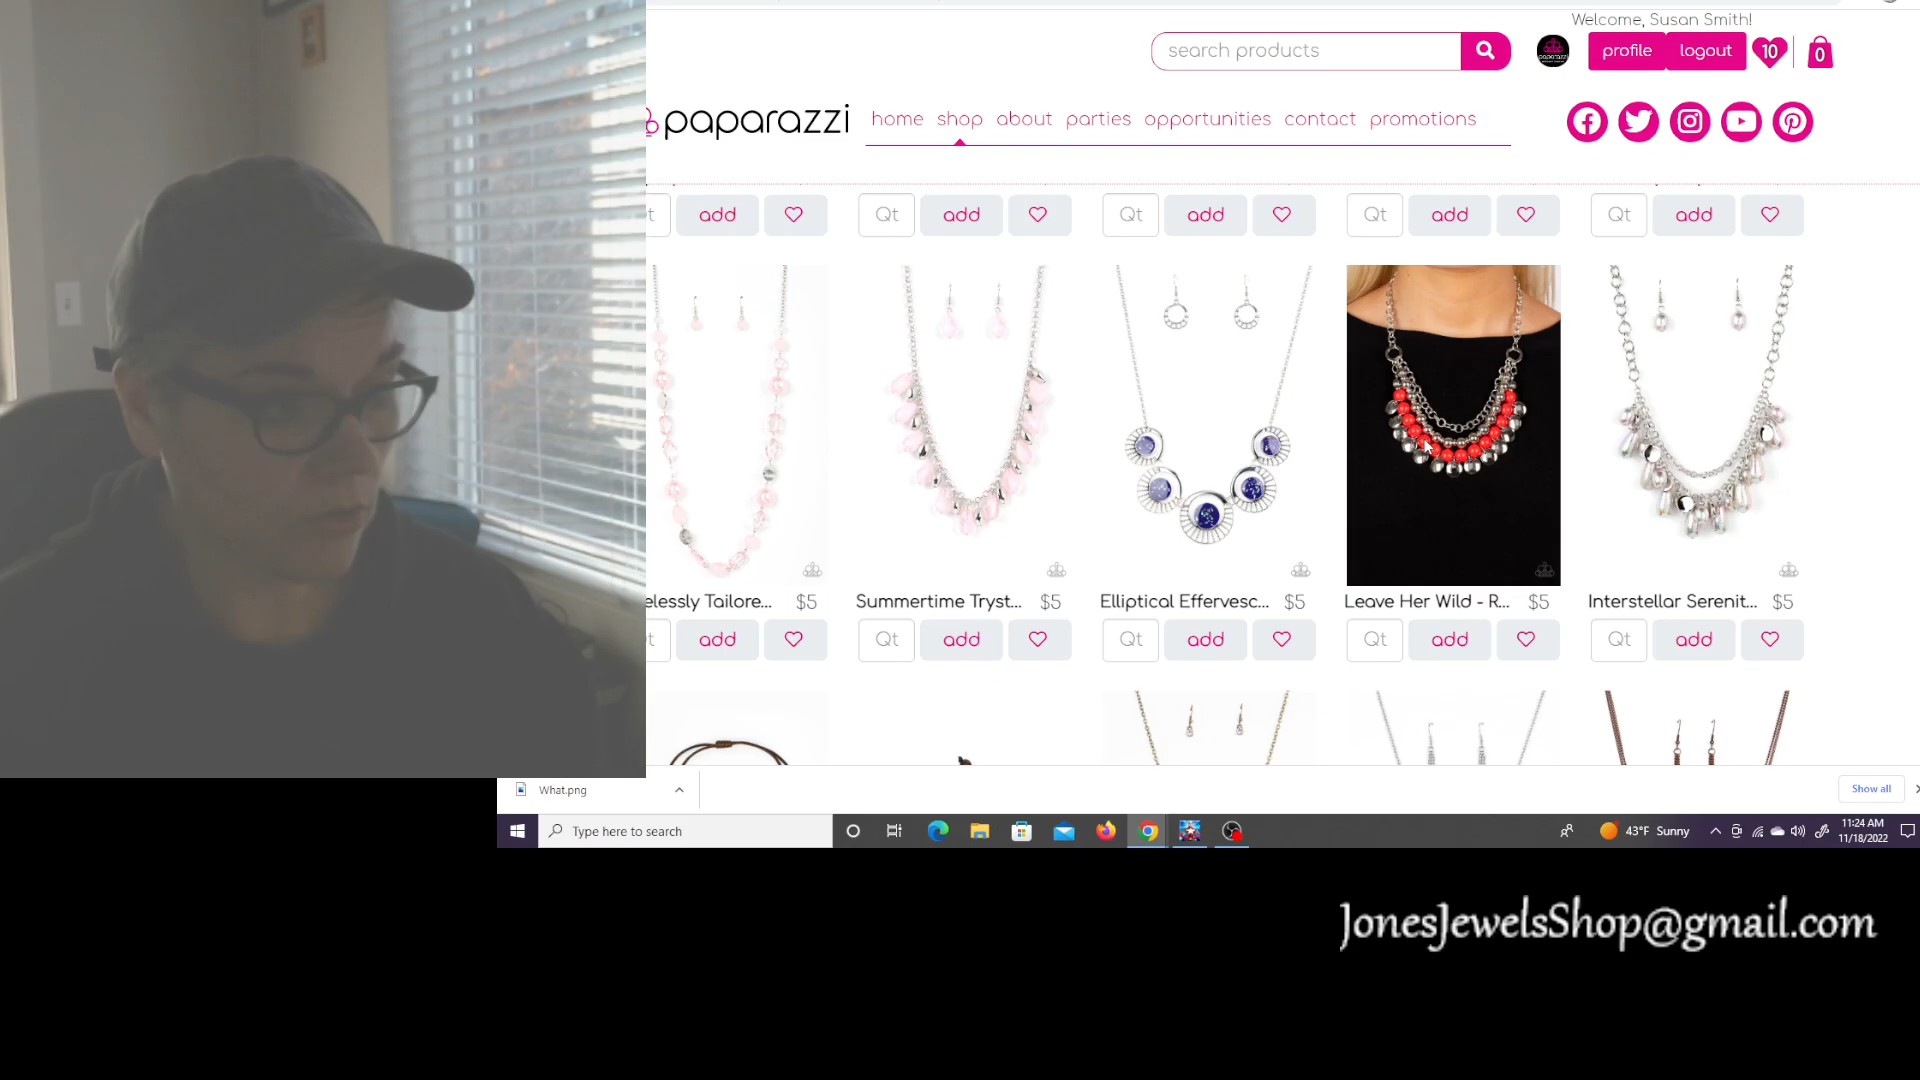 Welcome, Susan Smith!
search products
profile logout 10 0
paparazzi home shop about parties opportunities contact promotions
t add Qt add Qt add Qt add Qt add
elessly Tailore... $5 Summertime Tryst... $5 Elliptical Effervesc... $5 Leave Her Wild - R... $5 Interstellar Serenit... $5
t add Qt add Qt add Qt add Qt add
What.png Show all
Type here to search 43°F Sunny 11:24 AM
11/18/2022
JonesJewelsShop@gmail.com